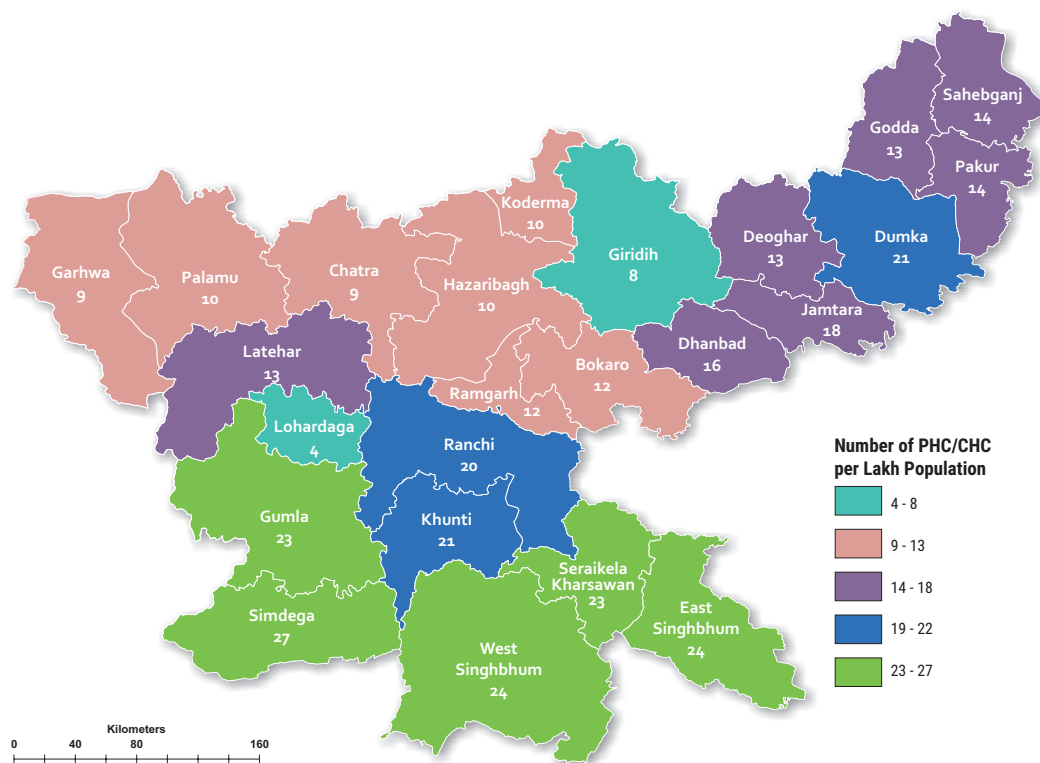 Sahebganj
14
Godda
13
Pakur
14
Koderma
10
Deoghar
13
Dumka
21
Giridih
8
Garhwa
9
Palamu
10
Chatra
9
Hazaribagh
10
Jamtara
18
Dhanbad
16
Latehar
13
Bokaro
12
Ramgarh
12
Lohardaga
4
Ranchi
20
Gumla
23
Khunti
21
Seraikela
Kharsawan
23
Simdega
27
East
Singhbhum
24
West
Singhbhum
24
Number of PHC/CHC
per Lakh Population
4 - 8
9 - 13
14 - 18
19 - 22
23 - 27
Kilometers
0 40 80 160